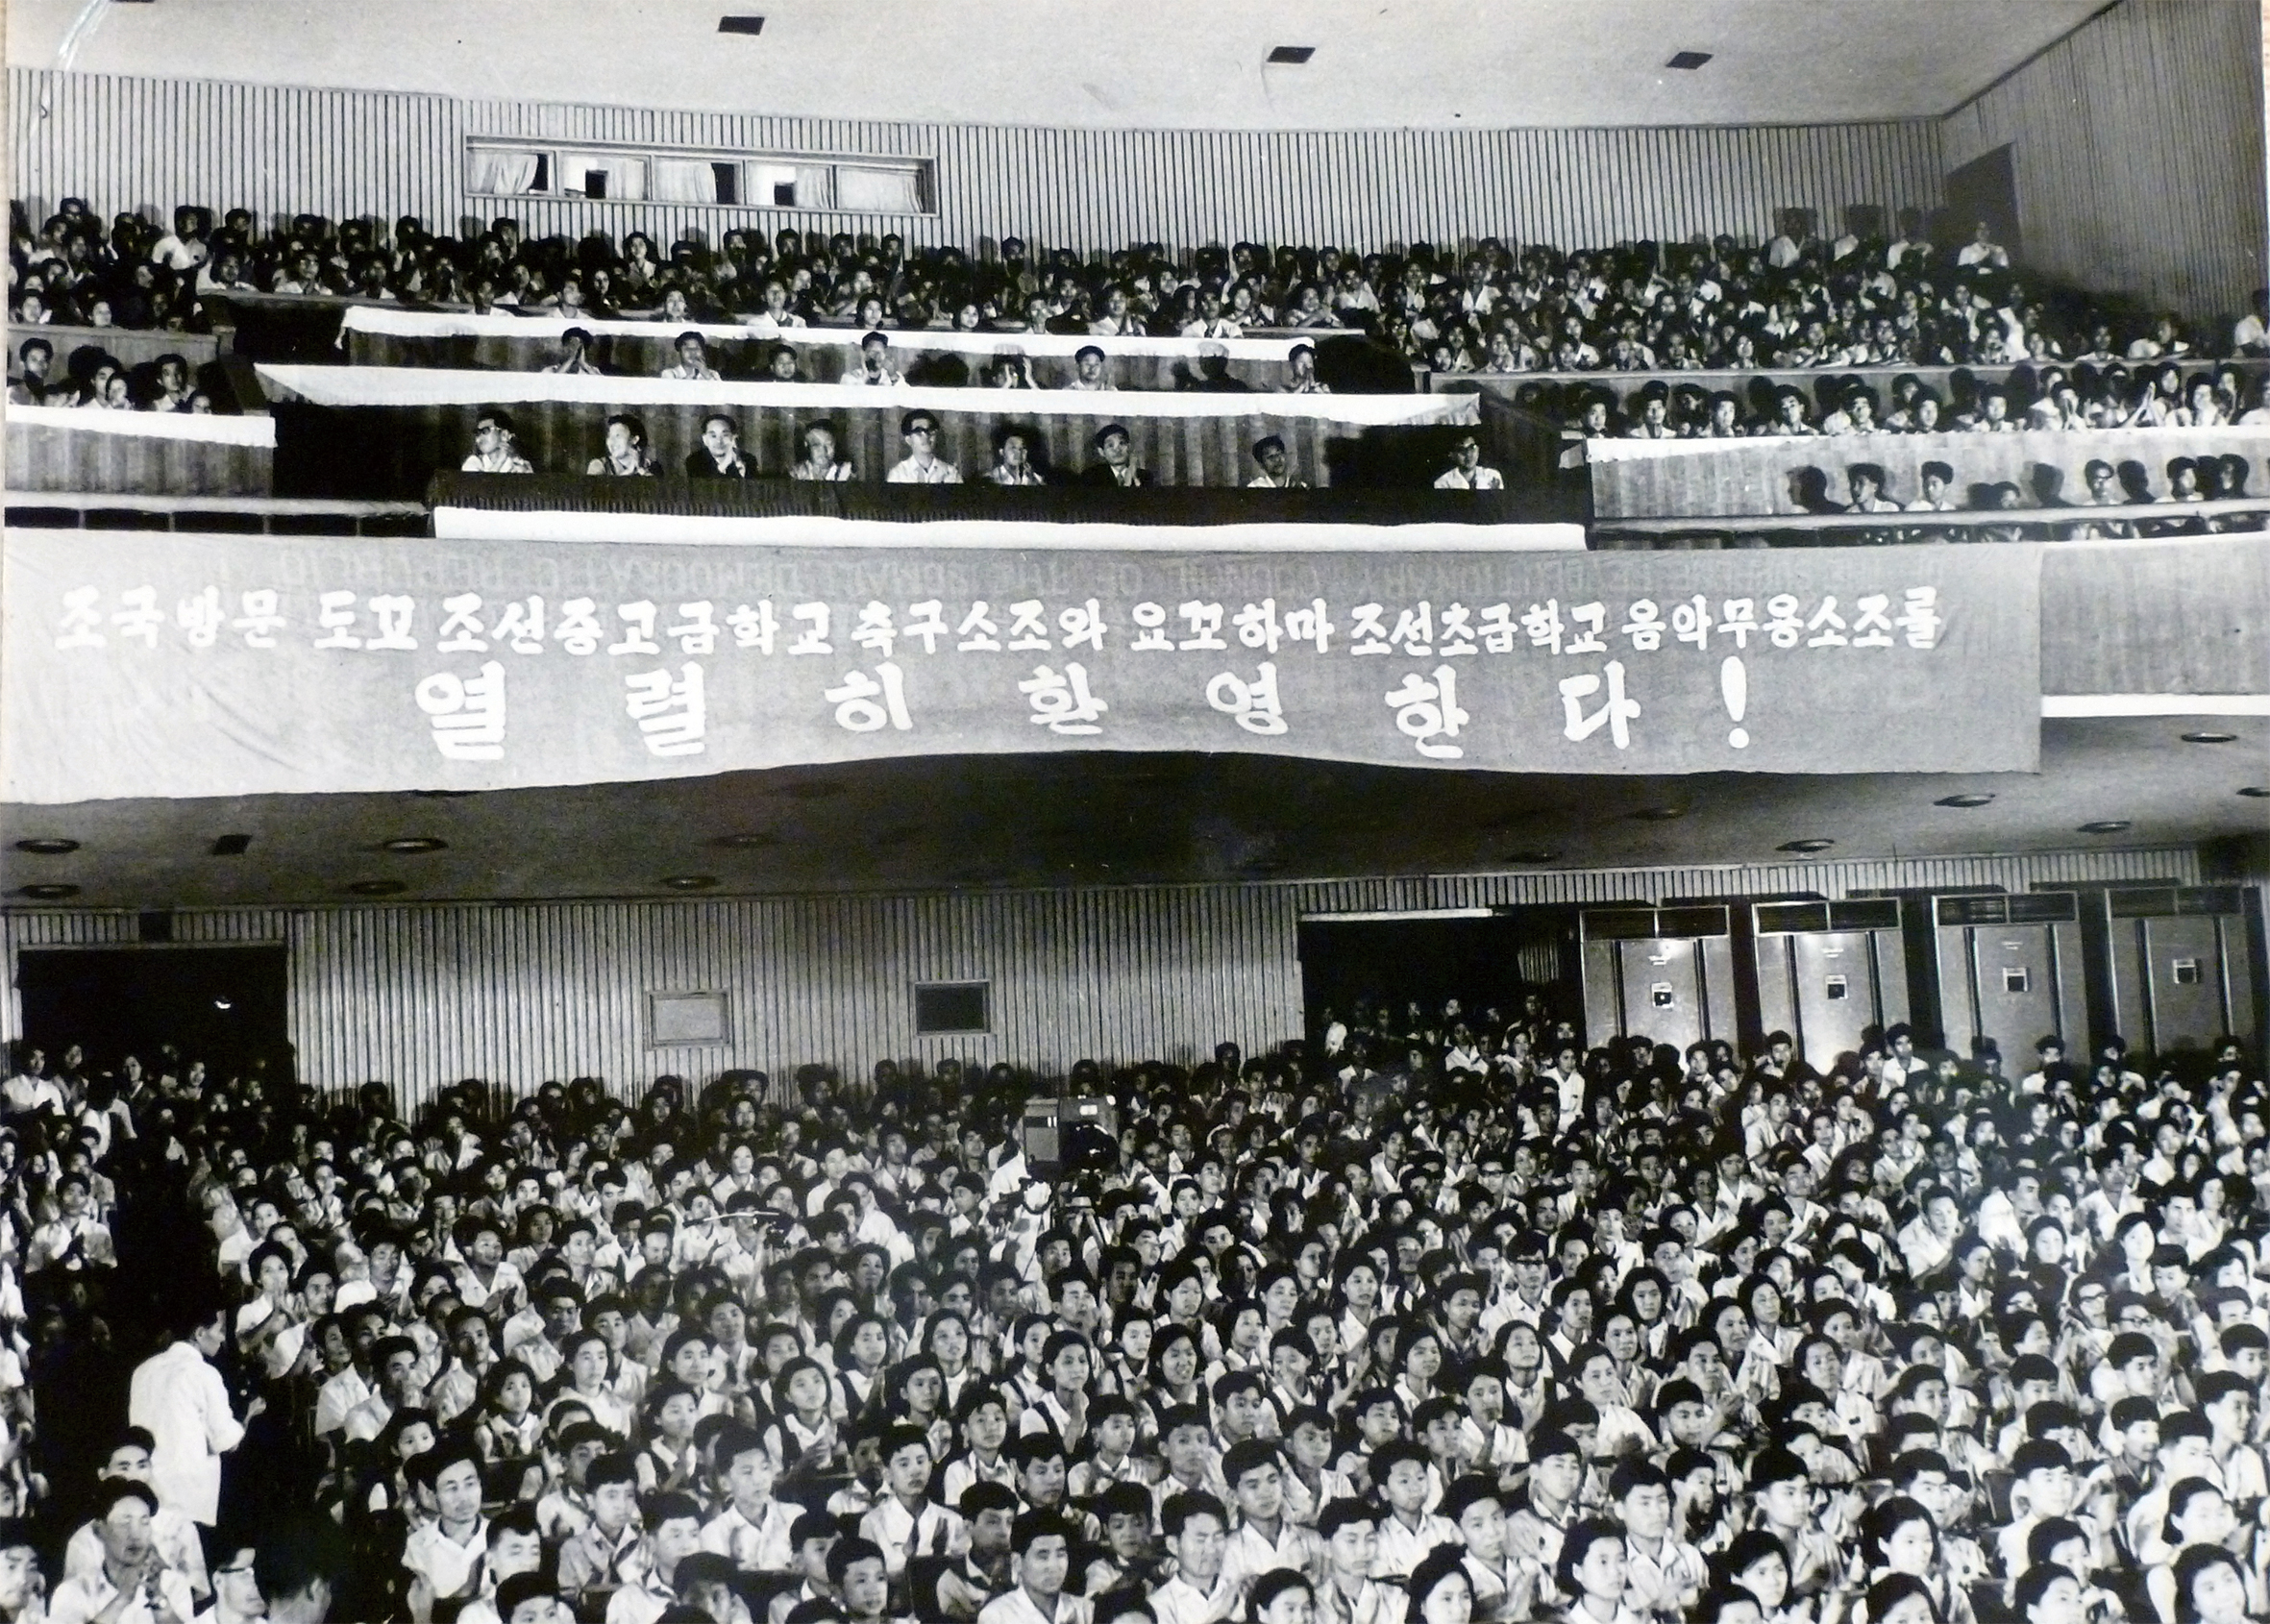 조국방문 도꾜 조선중고급학교 축구소조와 요꼬하마 조선초급학교 음악무용소조를
열렬히 환영한다!